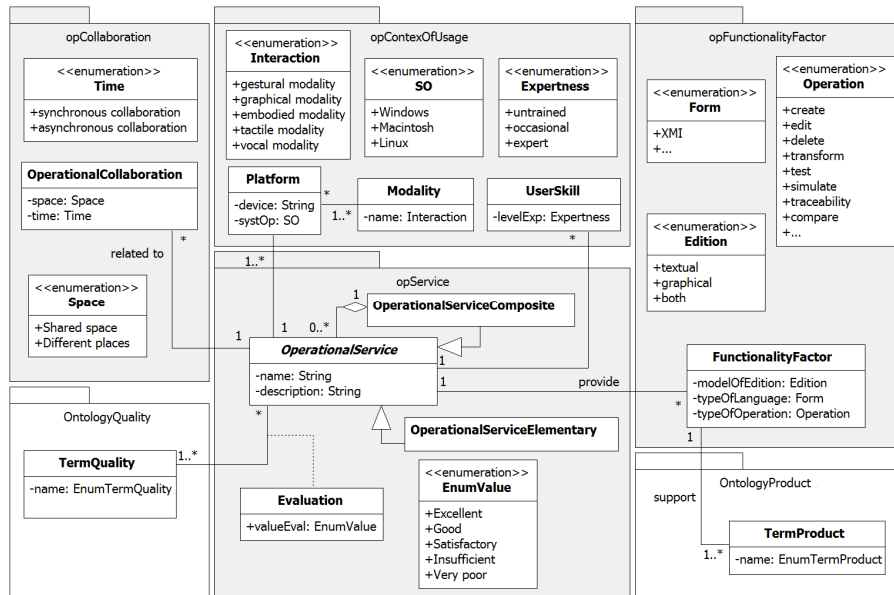 opCollaboration
<<enumeration>>
Time
+synchronous collaboration
+asynchronous collaboration
OperationalCollaboration
-space: Space
-time: Time
*
related to
<<enumeration>>
Space
+Shared space
+Different places
1
opContexOfUsage
<<enumeration>>
Interaction
+gestural modality
+graphical modality
+embodied modality
+tactile modality
+vocal modality
<<enumeration>>
SO
+Windows
+Macintosh
+Linux
<<enumeration>>
Expertness
+untrained
+occasional
+expert
Platform
-device: String
-systOp: SO
*
1..*
Modality
-name: Interaction
UserSkill
-levelExp: Expertness
*
1..*
opFunctionalityFactor
<<enumeration>>
Form
+XMI
+...
<<enumeration>>
Operation
+create
+edit
+delete
+transform
+test
+simulate
+traceability
+compare
+...
<<enumeration>>
Edition
+textual
+graphical
+both
FunctionalityFactor
-modelOfEdition: Edition
-typeOfLanguage: Form
-typeOfOperation: Operation
provide
*
1
opService
1
OperationalServiceComposite
1
0..*
OperationalService
-name: String
-description: String
1
1
*
OperationalServiceElementary
Evaluation
+valueEval: EnumValue
<<enumeration>>
EnumValue
+Excellent
+Good
+Satisfactory
+Insufficient
+Very poor
OntologyQuality
TermQuality
-name: EnumTermQuality
1..*
OntologyProduct
support
1..*
TermProduct
-name: EnumTermProduct